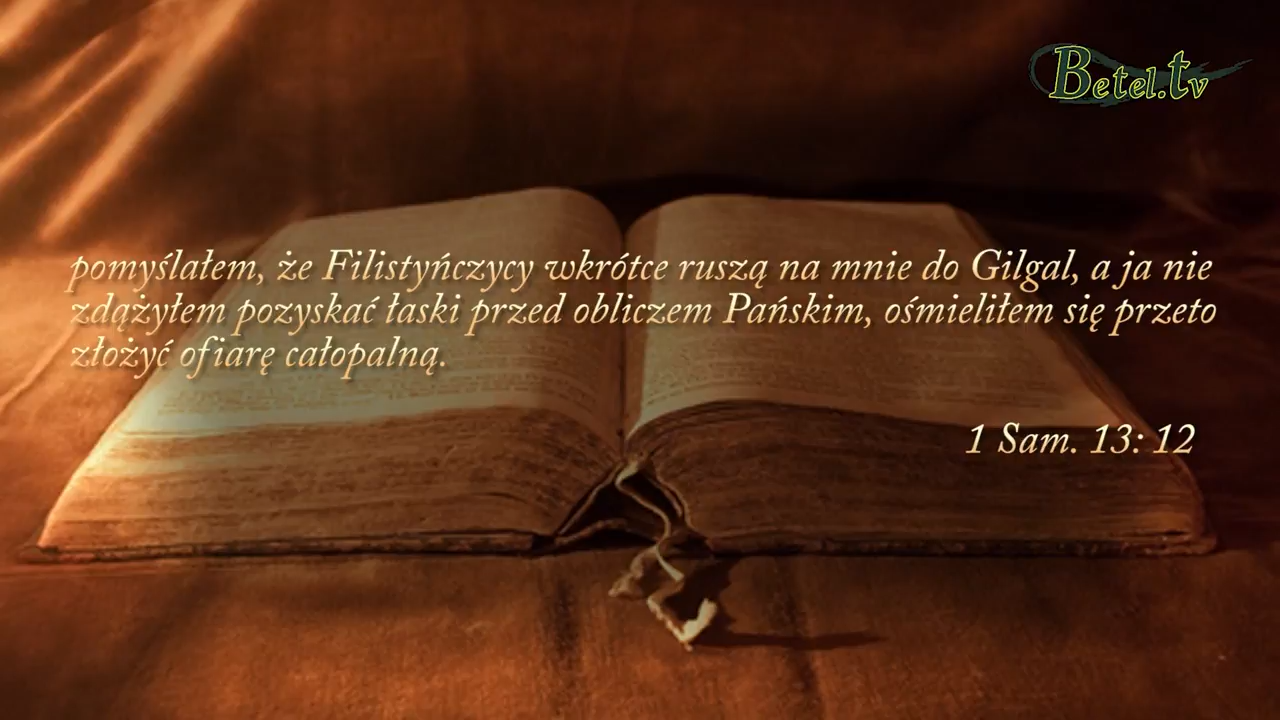 Betel.tv
pomyślałem, że Filistyńczycy wkrótce ruszą na mnie do Gilgal, a ja nie
zdążyłem pozyskać łaski przed obliczem Pańskim, ośmieliłem się przeto
złożyć ofiarę całopalną.
1 Sam. 13: 12